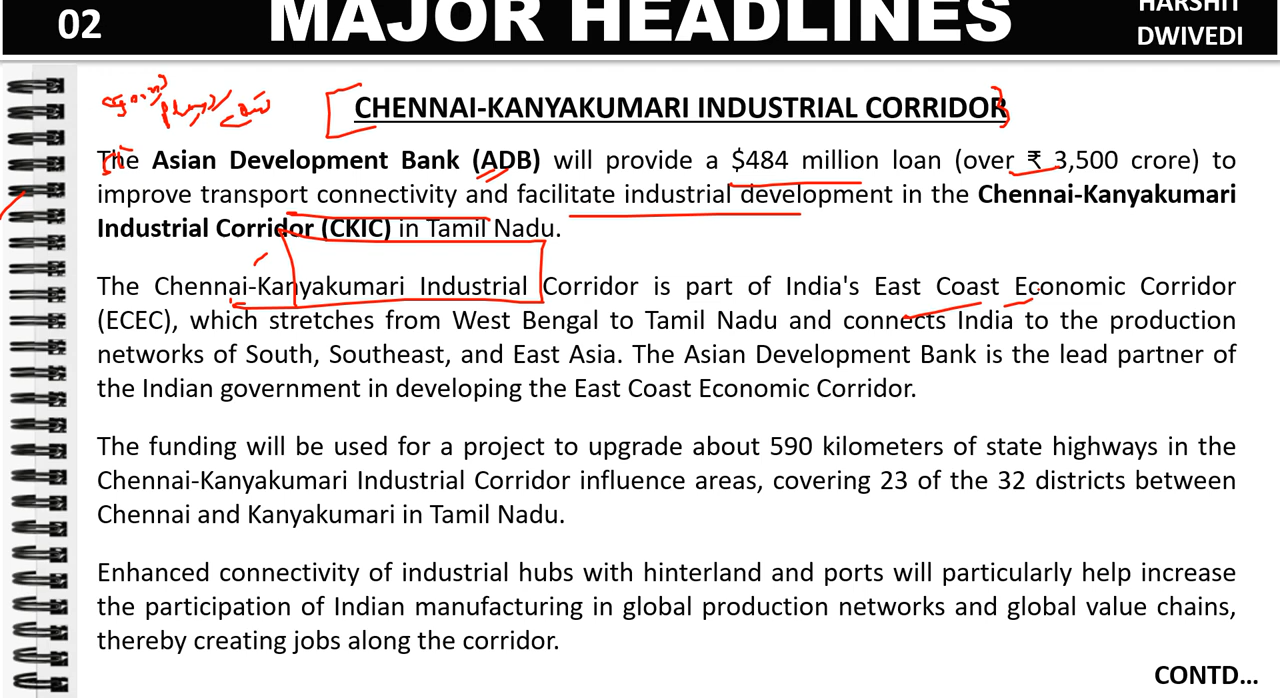 02
MAJOR HEADLINES
HARSHIT
DWIVEDI
CHENNAI-KANYAKUMARI INDUSTRIAL CORRIDOR
The Asian Development Bank (ADB) will provide a $484 million loan (over ₹ 3,500 crore) to
improve transport connectivity and facilitate industrial development in the Chennai-Kanyakumari
Industrial Corridor (CKIC) in Tamil Nadu.
The Chennai-Kanyakumari Industrial Corridor is part of India's East Coast Economic Corridor
(ECEC), which stretches from West Bengal to Tamil Nadu and connects India to the production
networks of South, Southeast, and East Asia. The Asian Development Bank is the lead partner of
the Indian government in developing the East Coast Economic Corridor.
The funding will be used for a project to upgrade about 590 kilometers of state highways in the
Chennai-Kanyakumari Industrial Corridor influence areas, covering 23 of the 32 districts between
Chennai and Kanyakumari in Tamil Nadu.
Enhanced connectivity of industrial hubs with hinterland and ports will particularly help increase
the participation of Indian manufacturing in global production networks and global value chains,
thereby creating jobs along the corridor.
CONTD...